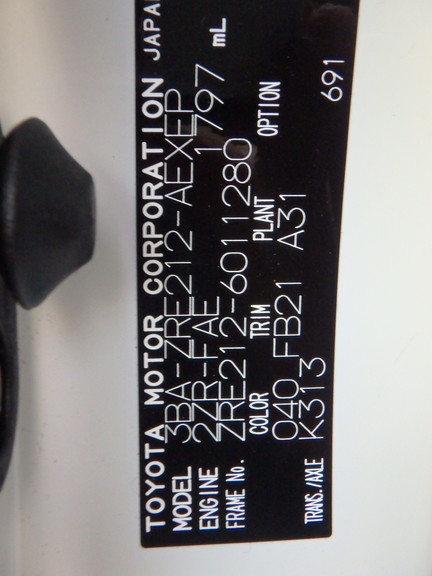 TOYOTA MOTOR CORPORATION JAPA
MODEL 3BA-ZRE212-AEXEP
ENGINE 2ZR-FAE 1797 mL
FRAME No. ZRE212-6011280
COLOR TRIM PLANT OPTION
040 FB21 A31
TRANS./AXLE K313 691